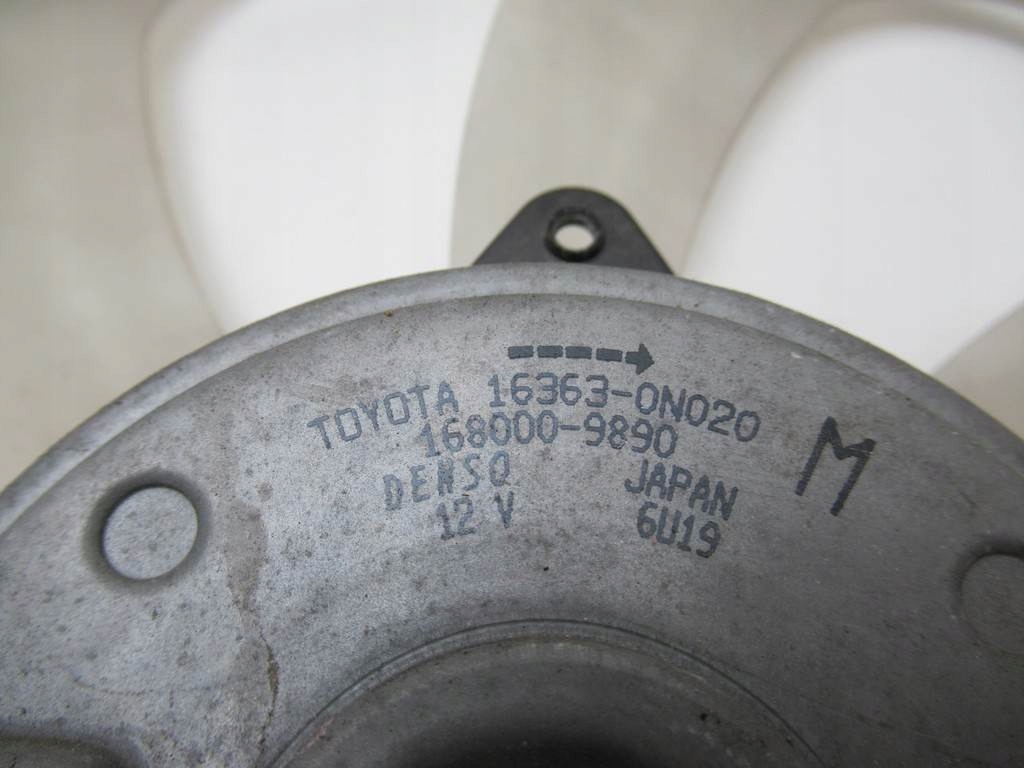 TOYOTA 16363-0N020
168000-9890
DENSO JAPAN
12 V 6U19
M